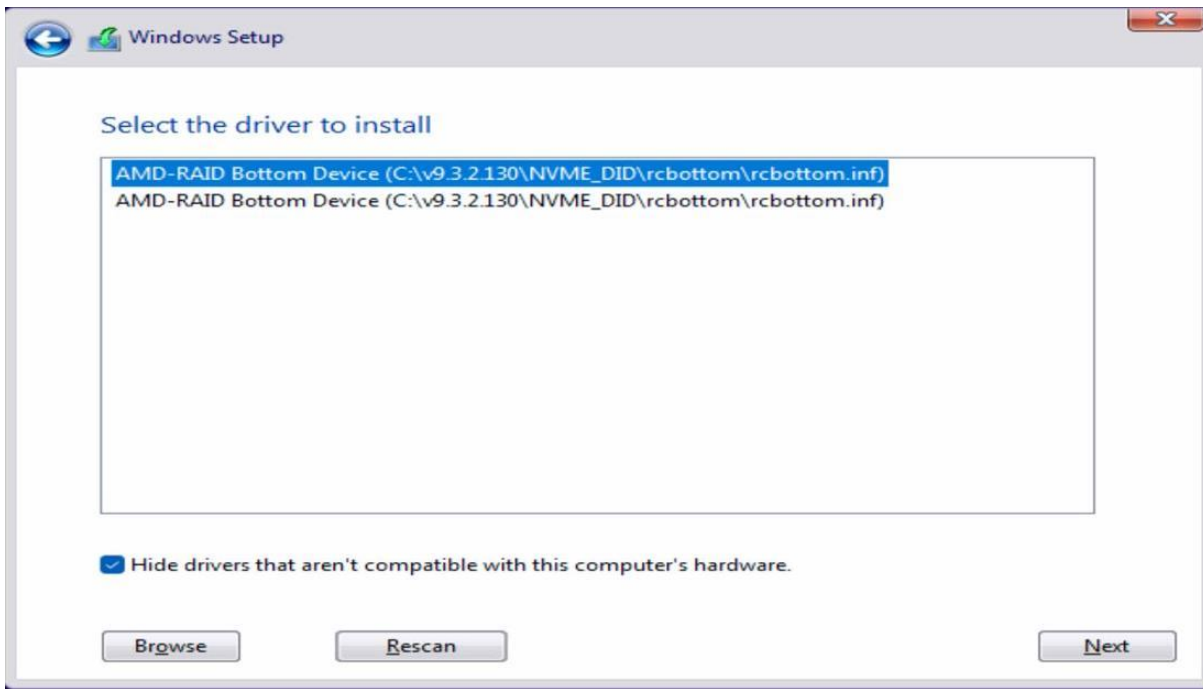 Windows Setup
Select the driver to install
AMD-RAID Bottom Device (C:\v9.3.2.130\NVME_DID\rcbottom\rcbottom.inf)
AMD-RAID Bottom Device (C:\v9.3.2.130\NVME_DID\rcbottom\rcbottom.inf)
Hide drivers that aren't compatible with this computer's hardware.
Browse Rescan Next